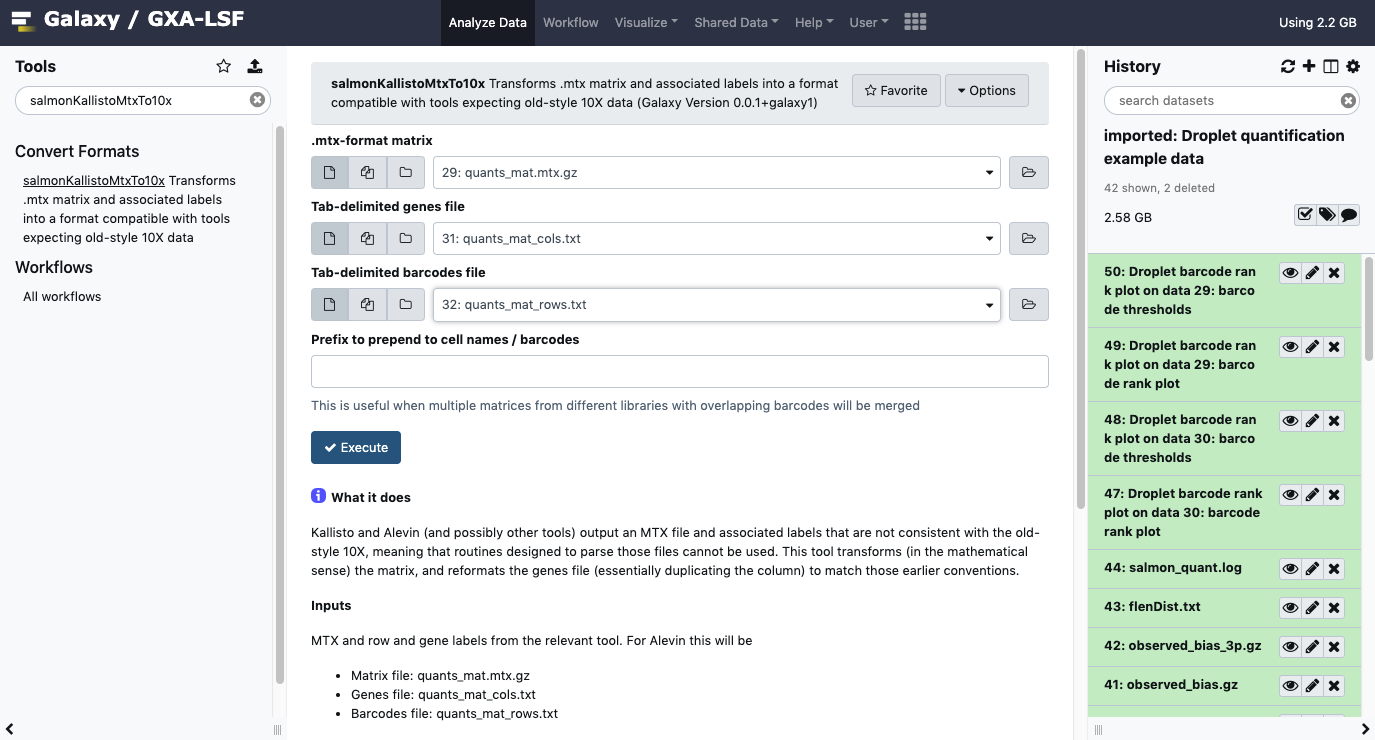 Galaxy / GXA-LSF
Analyze Data Workflow Visualize Shared Data Help User
Using 2.2 GB
Tools
salmonKallistoMtxTo10x
Convert Formats
salmonKallistoMtxTo10x Transforms
.mtx matrix and associated labels
into a format compatible with tools
expecting old-style 10X data
Workflows
All workflows
salmonKallistoMtxTo10x Transforms .mtx matrix and associated labels into a format
compatible with tools expecting old-style 10X data (Galaxy Version 0.0.1+galaxy1)
Favorite
Options
.mtx-format matrix
29: quants_mat.mtx.gz
Tab-delimited genes file
31: quants_mat_cols.txt
Tab-delimited barcodes file
32: quants_mat_rows.txt
Prefix to prepend to cell names / barcodes
This is useful when multiple matrices from different libraries with overlapping barcodes will be merged
Execute
What it does
Kallisto and Alevin (and possibly other tools) output an MTX file and associated labels that are not consistent with the old-
style 10X, meaning that routines designed to parse those files cannot be used. This tool transforms (in the mathematical
sense) the matrix, and reformats the genes file (essentially duplicating the column) to match those earlier conventions.
Inputs
MTX and row and gene labels from the relevant tool. For Alevin this will be
• Matrix file: quants_mat.mtx.gz
• Genes file: quants_mat_cols.txt
• Barcodes file: quants_mat_rows.txt
History
search datasets
imported: Droplet quantification
example data
42 shown, 2 deleted
2.58 GB
50: Droplet barcode ran
k plot on data 29: barco
de thresholds
49: Droplet barcode ran
k plot on data 29: barco
de rank plot
48: Droplet barcode ran
k plot on data 30: barco
de thresholds
47: Droplet barcode rank
plot on data 30: barcode
rank plot
44: salmon_quant.log
43: flenDist.txt
42: observed_bias_3p.gz
41: observed_bias.gz